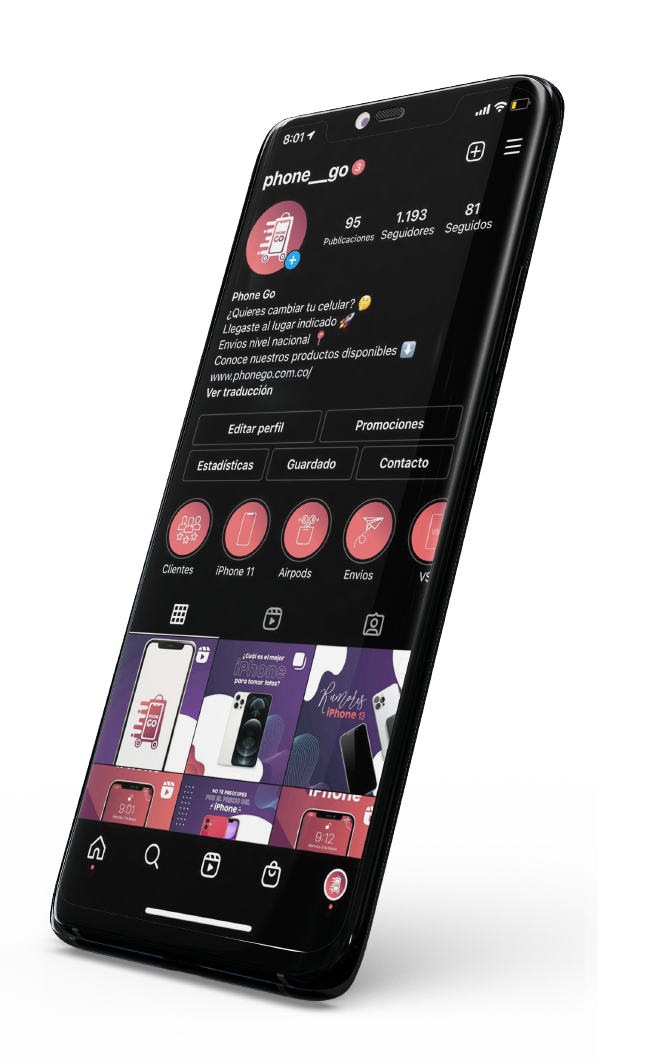 8:01
phone__go 3
PHONE GO
95
1.193
81
Publicaciones
Seguidores
Seguidos
Phone Go
¿Quieres cambiar tu celular? 🤔
Llegaste al lugar indicado 🚀
Envios nivel nacional 📍
Conoce nuestros productos disponibles ⬇️
www.phonego.com.co/
Ver traducción
Editar perfil
Promociones
Estadísticas
Guardado
Contacto
Clientes
iPhone 11
Airpods
Envios
VS
PHONE GO
¿Cuál es el mejor
iPhone
para tomar fotos?
Rumores
iPhone 13
9:01
NO TE PREOCUPES
POR EL PRECIO DEL
iPhone
iPhone
9:12